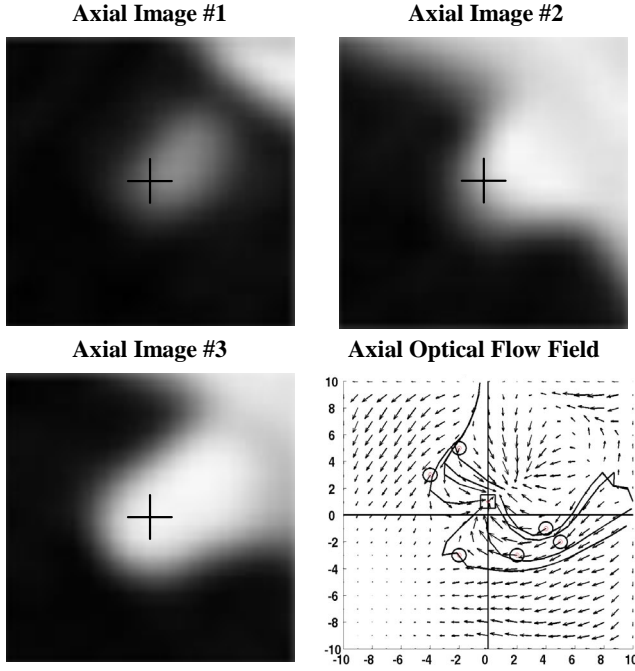 Axial Image #1
Axial Image #2
Axial Image #3
Axial Optical Flow Field
10
8
6
4
2
0
-2
-4
-6
-8
-10
-10 -8 -6 -4 -2 0 2 4 6 8 10